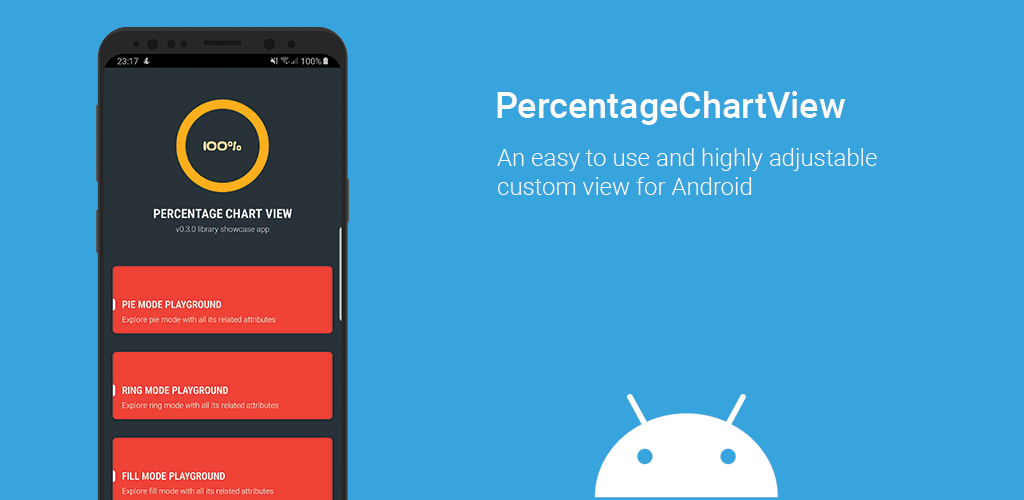 23:17
100%
100%
PERCENTAGE CHART VIEW
v0.3.0 library showcase app
PIE MODE PLAYGROUND
Explore pie mode with all its related attributes
RING MODE PLAYGROUND
Explore ring mode with all its related attributes
FILL MODE PLAYGROUND
Explore fill mode with all its related attributes
PercentageChartView
An easy to use and highly adjustable
custom view for Android